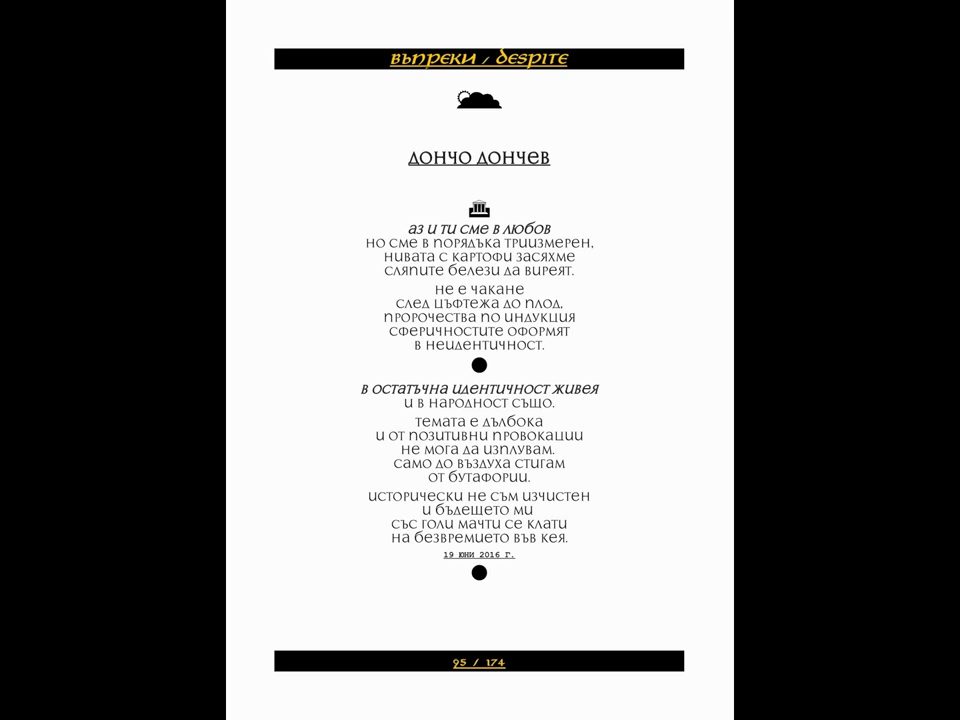 въпреки / despite
дончо дончев
аз и ти сме в любов
но сме в порядъка триизмерен,
нивата с картофи засяхме
сляпите белези да виреят.
не е чакане
след цъфтежа до плод,
пророчества по индукция
сферичностите оформят
в неидентичност.
в остатъчна идентичност живея
и в народност също.
темата е дълбока
и от позитивни провокации
не мога да изплувам.
само до въздуха стигам
от бутафории.
исторически не съм изчистен
и бъдещето ми
със голи мачти се клати
на безвремието във кея.
19 юни 2016 г.
95 / 174